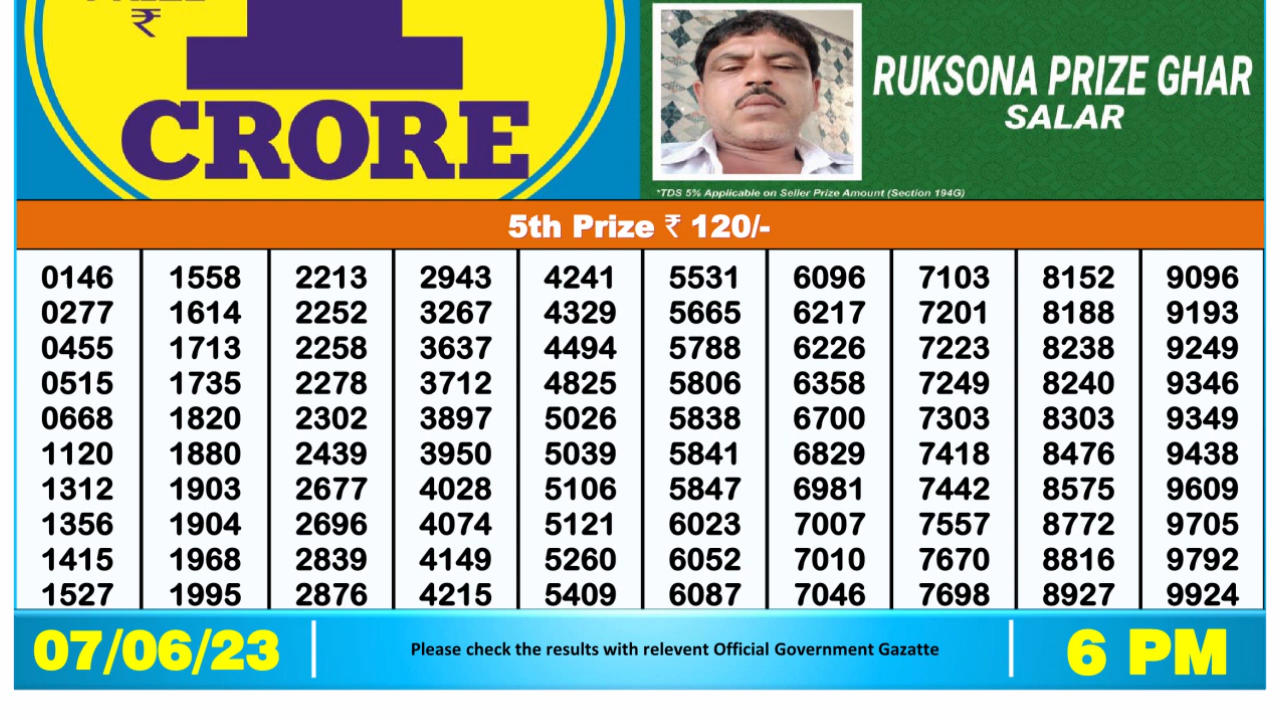 ₹
CRORE
RUKSONA PRIZE GHAR
SALAR
*TDS 5% Applicable on Seller Prize Amount (Section 194G)
5th Prize ₹ 120/-
0146 1558 2213 2943 4241 5531 6096 7103 8152 9096
0277 1614 2252 3267 4329 5665 6217 7201 8188 9193
0455 1713 2258 3637 4494 5788 6226 7223 8238 9249
0515 1735 2278 3712 4825 5806 6358 7249 8240 9346
0668 1820 2302 3897 5026 5838 6700 7303 8303 9349
1120 1880 2439 3950 5039 5841 6829 7418 8476 9438
1312 1903 2677 4028 5106 5847 6981 7442 8575 9609
1356 1904 2696 4074 5121 6023 7007 7557 8772 9705
1415 1968 2839 4149 5260 6052 7010 7670 8816 9792
1527 1995 2876 4215 5409 6087 7046 7698 8927 9924
07/06/23
Please check the results with relevent Official Government Gazatte
6 PM